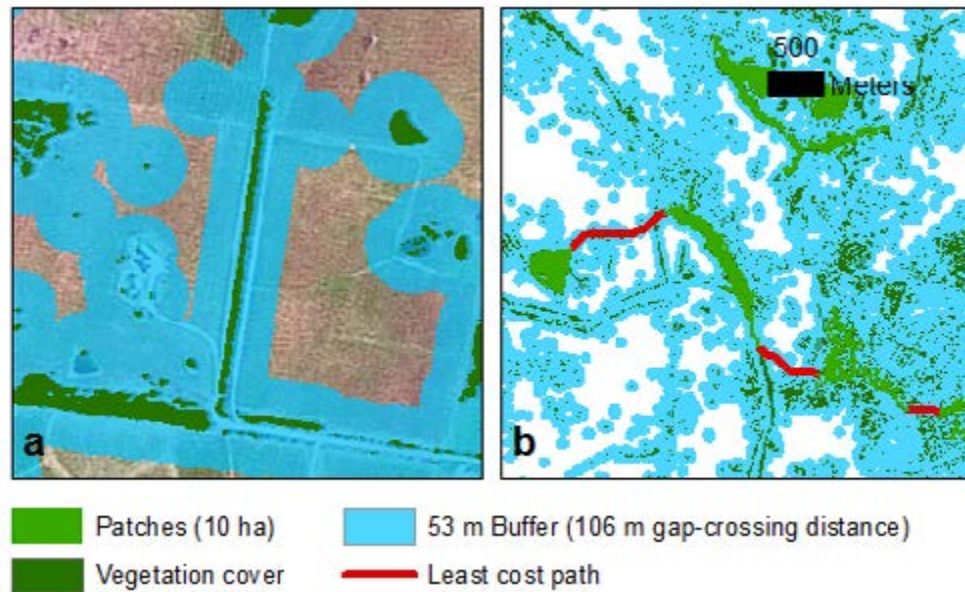 500
Meters
a
b
Patches (10 ha)
53 m Buffer (106 m gap-crossing distance)
Vegetation cover
Least cost path